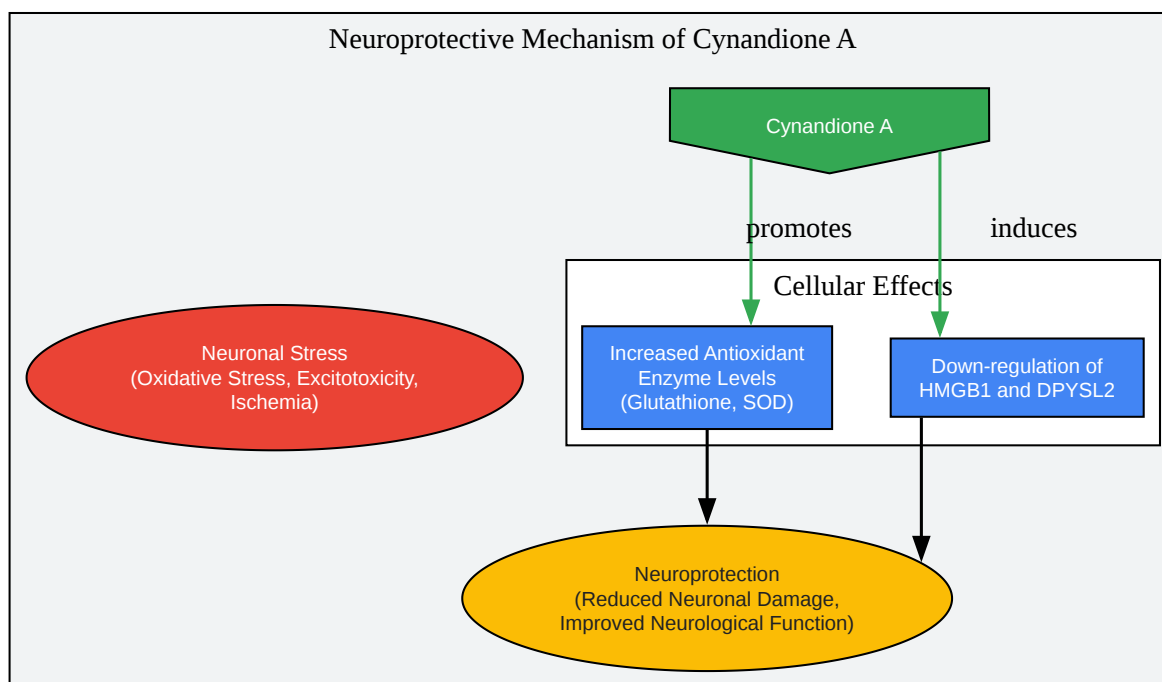 Neuroprotective Mechanism of Cynandione A
Cynandione A
promotes
induces
Cellular Effects
Neuronal Stress
(Oxidative Stress, Excitotoxicity,
Ischemia)
Increased Antioxidant
Enzyme Levels
(Glutathione, SOD)
Down-regulation of
HMGB1 and DPYSL2
Neuroprotection
(Reduced Neuronal Damage,
Improved Neurological Function)